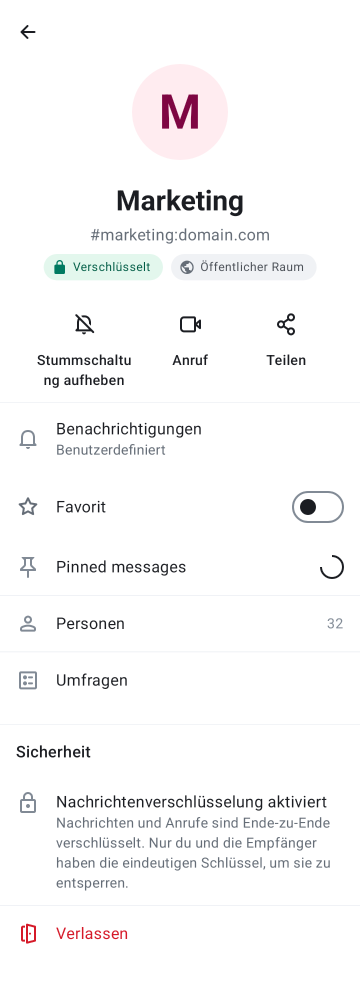 M
Marketing
#marketing:domain.com
Verschlüsselt
Öffentlicher Raum
Stummschaltu
ng aufheben
Anruf
Teilen
Benachrichtigungen
Benutzerdefiniert
Favorit
Pinned messages
Personen
32
Umfragen
Sicherheit
Nachrichtenverschlüsselung aktiviert
Nachrichten und Anrufe sind Ende-zu-Ende
verschlüsselt. Nur du und die Empfänger
haben die eindeutigen Schlüssel, um sie zu
entsperren.
Verlassen